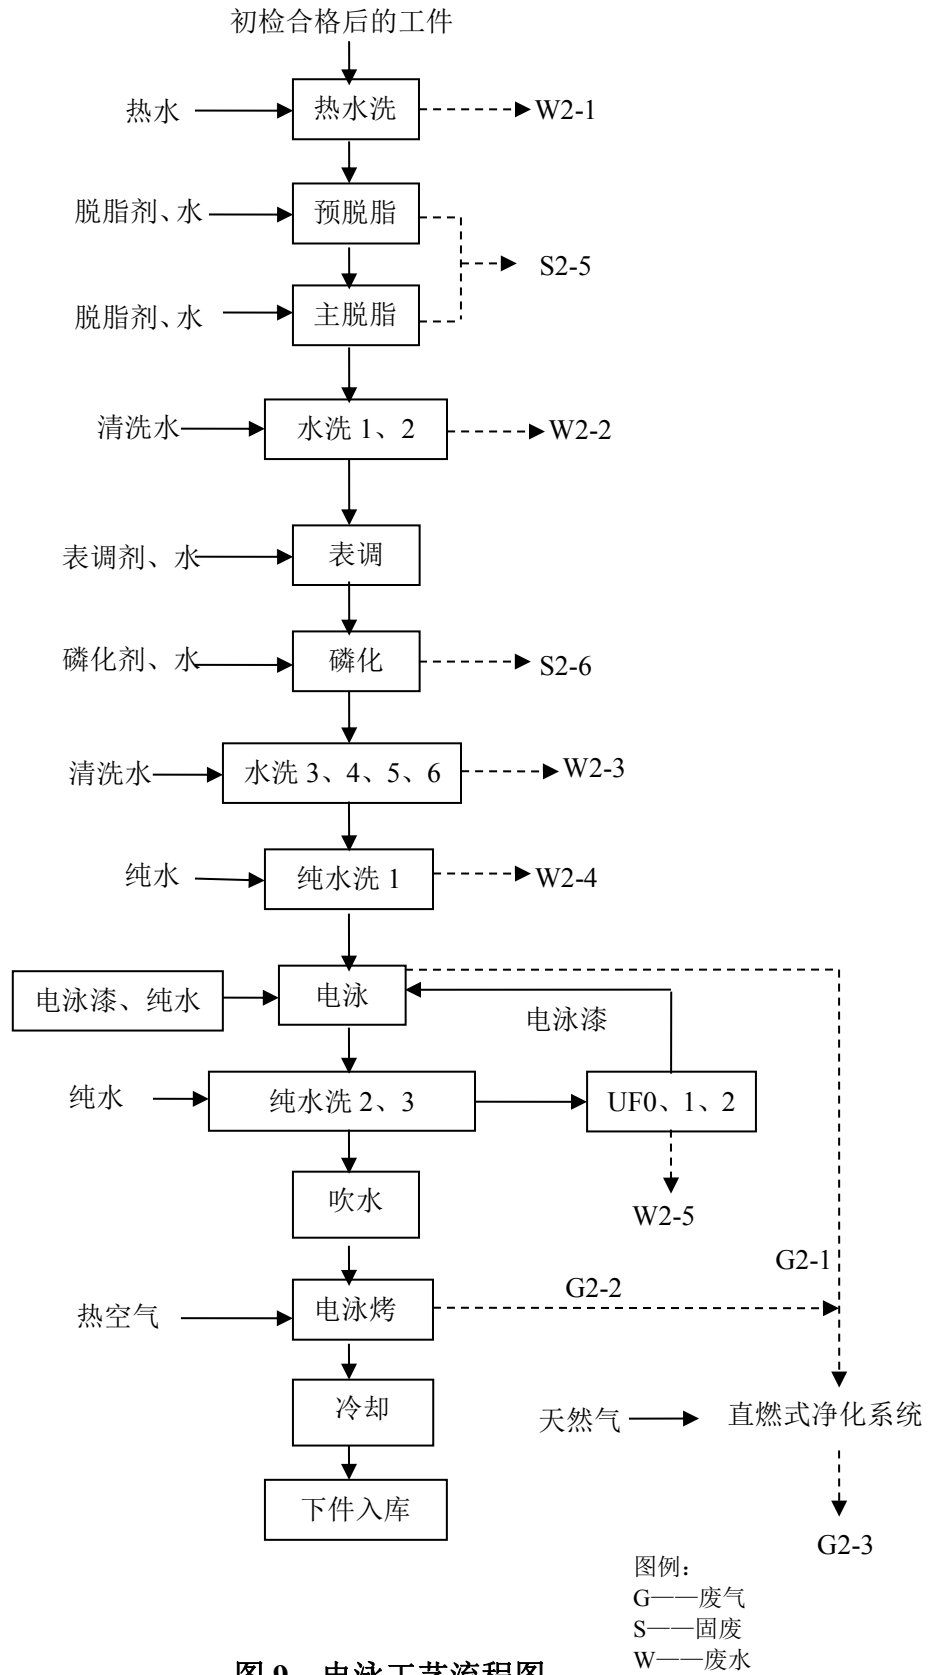 初检合格后的工件
热水
热水洗
W2-1
脱脂剂、水
预脱脂
S2-5
脱脂剂、水
主脱脂
清洗水
水洗 1、2
W2-2
表调剂、水
表调
磷化剂、水
磷化
S2-6
清洗水
水洗 3、4、5、6
W2-3
纯水
纯水洗 1
W2-4
电泳漆、纯水
电泳
电泳漆
纯水
纯水洗 2、3
UF0、1、2
吹水
W2-5
G2-1
G2-2
热空气
电泳烤
冷却
天然气
直燃式净化系统
下件入库
G2-3
图例：
G——废气
S——固废
W——废水
图 9 电泳工艺流程图